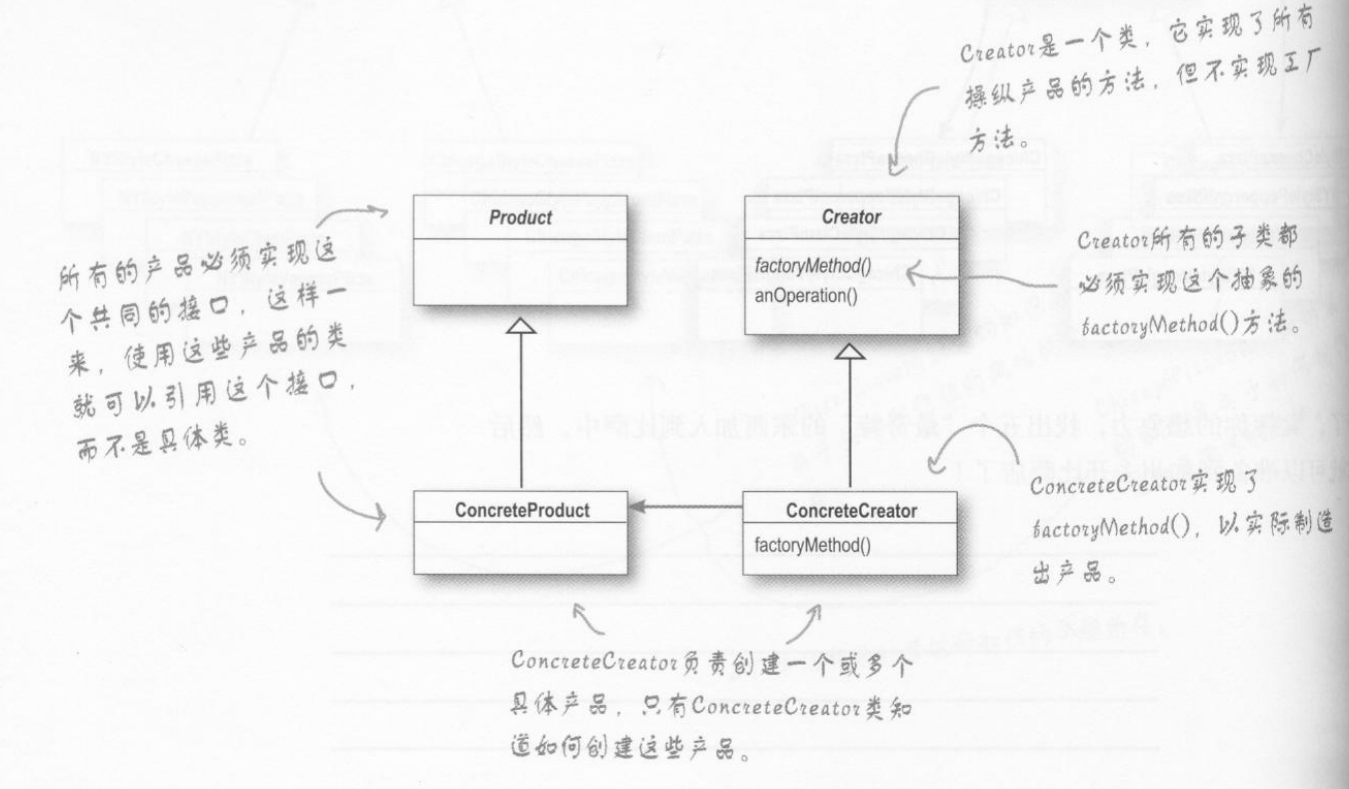 Creator是一个类，它实现了所有
操纵产品的方法，但不实现工厂
方法。
Product
Creator
factoryMethod()
anOperation()
所有的产品必须实现这
个共同的接口，这样一
来，使用这些产品的类
就可以引用这个接口，
而不是具体类。
Creator所有的子类都
必须实现这个抽象的
factoryMethod()方法。
ConcreteProduct
ConcreteCreator
factoryMethod()
ConcreteCreator实现了
factoryMethod()，以实际制造
出产品。
ConcreteCreator负责创建一个或多个
具体产品，只有ConcreteCreator类知
道如何创建这些产品。